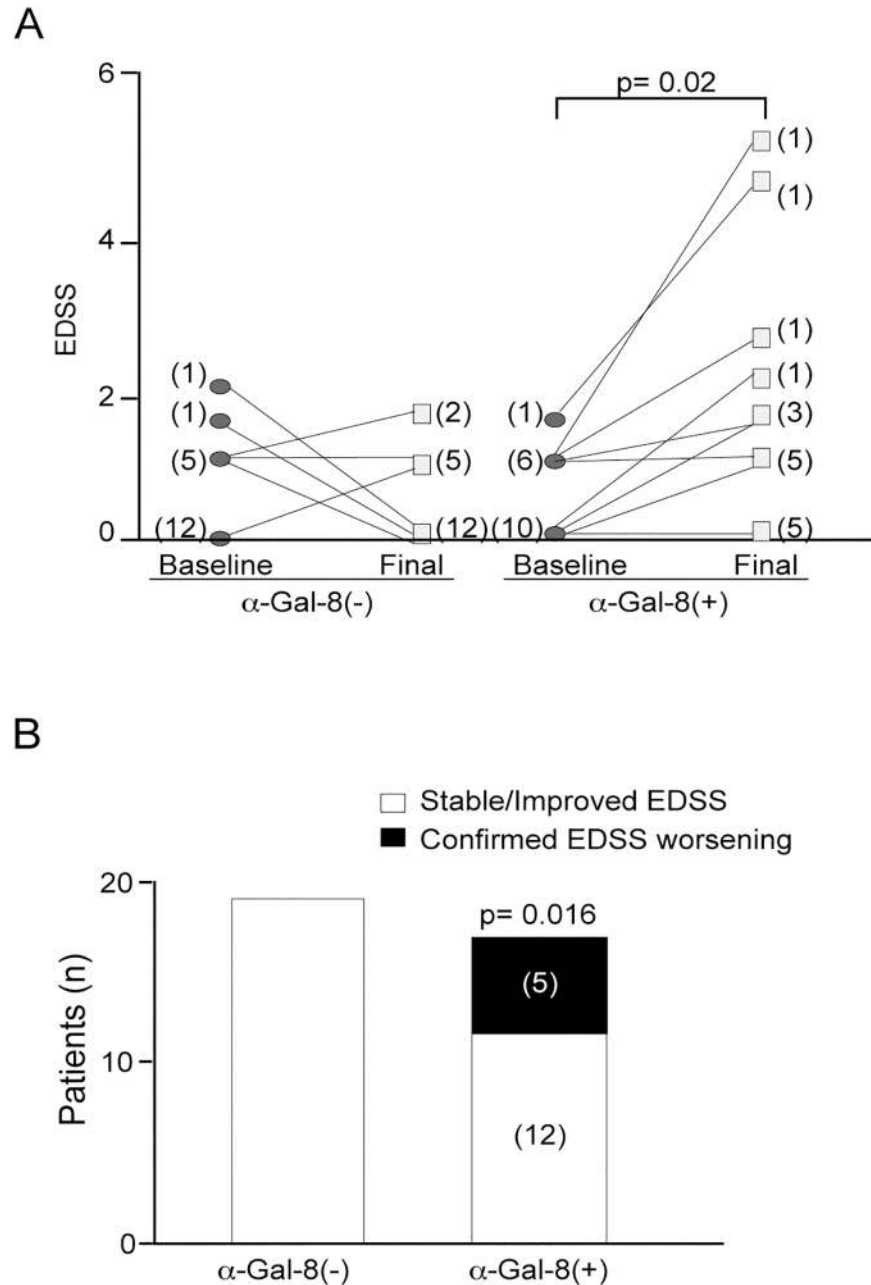 A
6
4
2
0
EDSS
p= 0.02
(1)
(1)
(5)
(12)
(2)
(5)
(12)
(1)
(6)
(10)
(1)
(1)
(1)
(1)
(3)
(5)
(5)
Baseline Final Baseline Final
α-Gal-8(-) α-Gal-8(+)
B
Stable/Improved EDSS
Confirmed EDSS worsening
20
10
0
Patients (n)
p= 0.016
(5)
(12)
α-Gal-8(-) α-Gal-8(+)